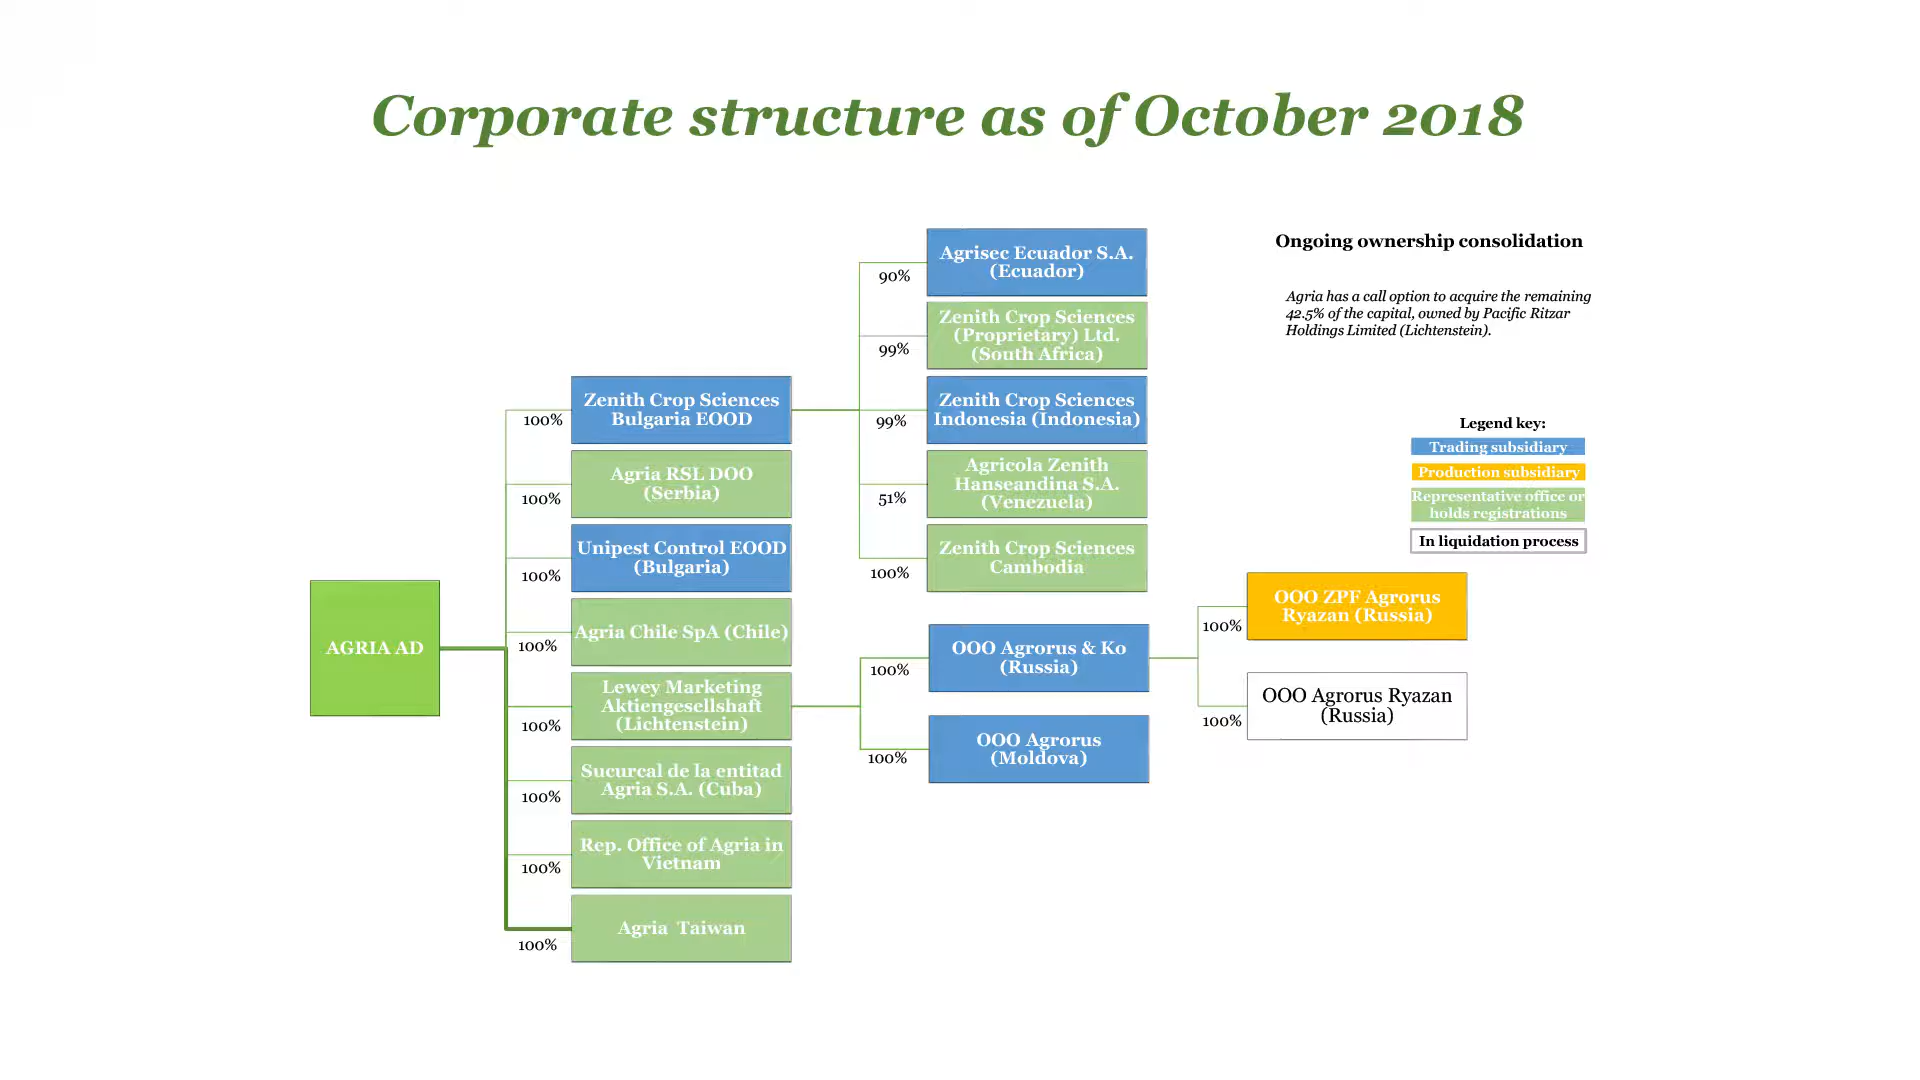 Corporate structure as of October 2018
Ongoing ownership consolidation
Agria has a call option to acquire the remaining
42.5% of the capital, owned by Pacific Ritzar
Holdings Limited (Lichtenstein).
Legend key:
Trading subsidiary
Production subsidiary
Representative office or
holds registrations
In liquidation process
AGRIA AD
100%
Zenith Crop Sciences
Bulgaria EOOD
100%
Agria RSL DOO
(Serbia)
100%
Unipest Control EOOD
(Bulgaria)
100%
Agria Chile SpA (Chile)
100%
Lewey Marketing
Aktiengesellshaft
(Lichtenstein)
100%
Sucurcal de la entitad
Agria S.A. (Cuba)
100%
Rep. Office of Agria in
Vietnam
100%
Agria Taiwan
90%
Agrisec Ecuador S.A.
(Ecuador)
99%
Zenith Crop Sciences
(Proprietary) Ltd.
(South Africa)
99%
Zenith Crop Sciences
Indonesia (Indonesia)
51%
Agricola Zenith
Hanseandina S.A.
(Venezuela)
100%
Zenith Crop Sciences
Cambodia
100%
OOO Agrorus & Ko
(Russia)
100%
OOO Agrorus
(Moldova)
100%
OOO ZPF Agrorus
Ryazan (Russia)
100%
OOO Agrorus Ryazan
(Russia)